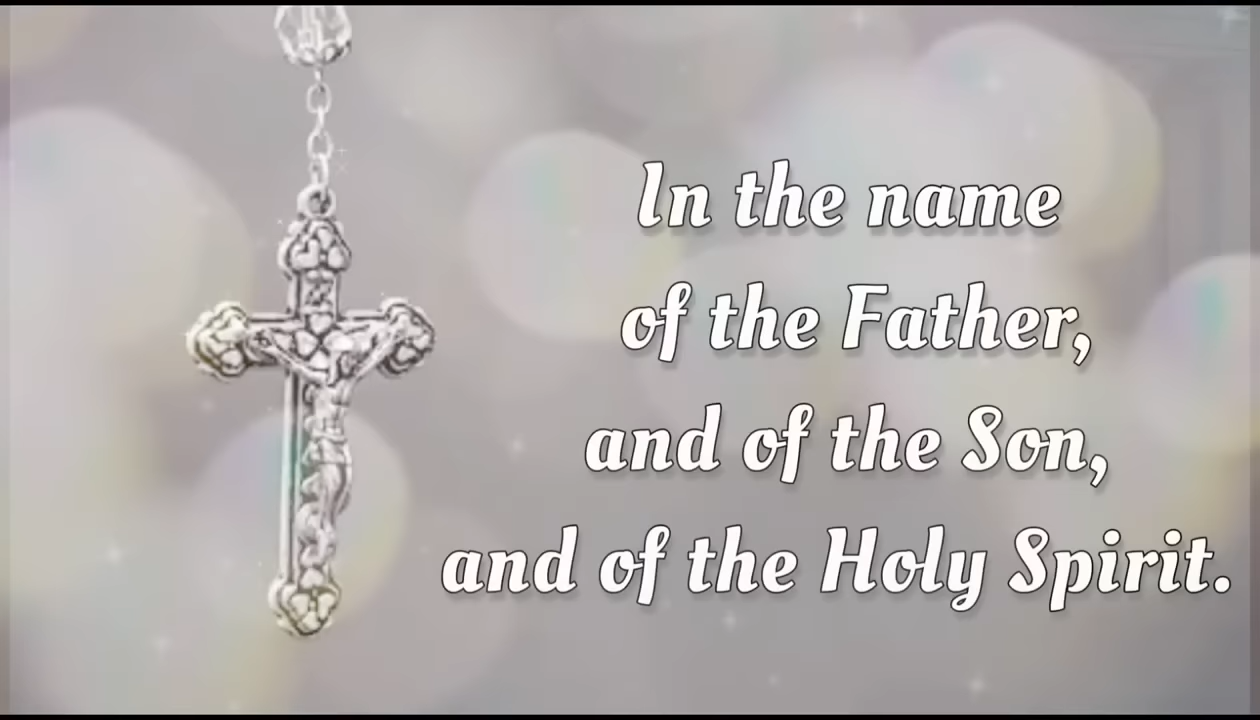 In the name
of the Father,
and of the Son,
and of the Holy Spirit.